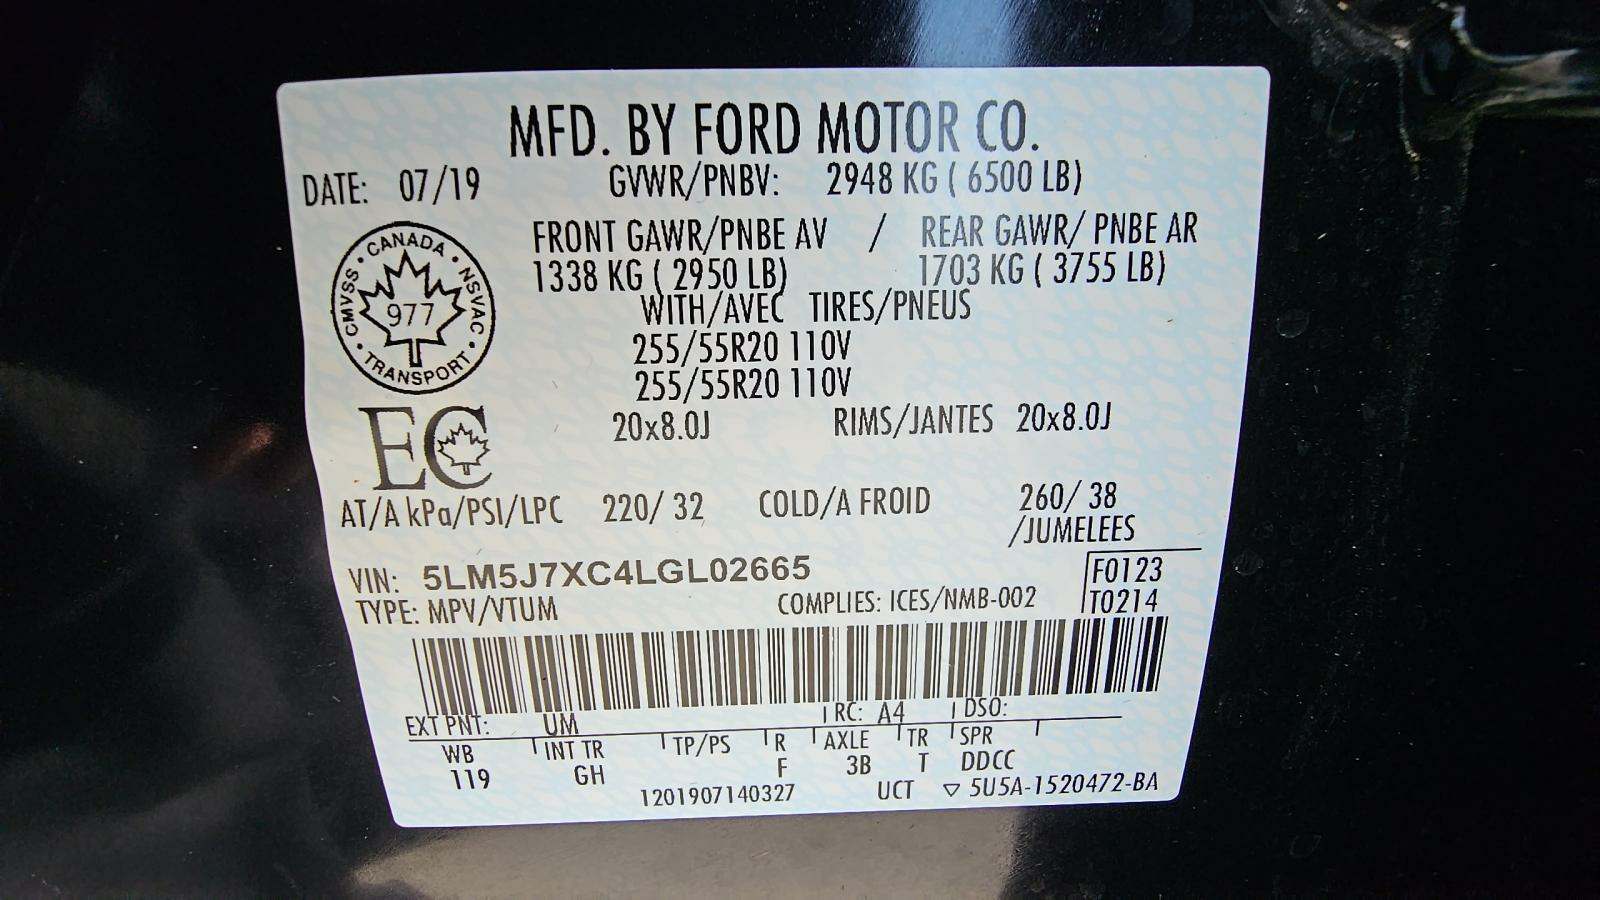 MFD. BY FORD MOTOR CO.
DATE: 07/19 GVWR/PNBV: 2948 KG ( 6500 LB)
FRONT GAWR/PNBE AV / REAR GAWR/ PNBE AR
1338 KG ( 2950 LB) 1703 KG ( 3755 LB)
WITH/AVEC TIRES/PNEUS
255/55R20 110V
255/55R20 110V
CANADA • NSVAC • TRANSPORT • CMVSS •
977
EC
20x8.0J RIMS/JANTES 20x8.0J
AT/A kPa/PSI/LPC 220/ 32 COLD/A FROID 260/ 38
/JUMELEES
VIN: 5LM5J7XC4LGL02665 F0123
TYPE: MPV/VTUM COMPLIES: ICES/NMB-002 T0214
EXT PNT: UM RC: A4 DSO:
WB INT TR TP/PS R AXLE TR SPR
119 GH F 3B T DDCC
1201907140327 UCT ▽ 5U5A-1520472-BA